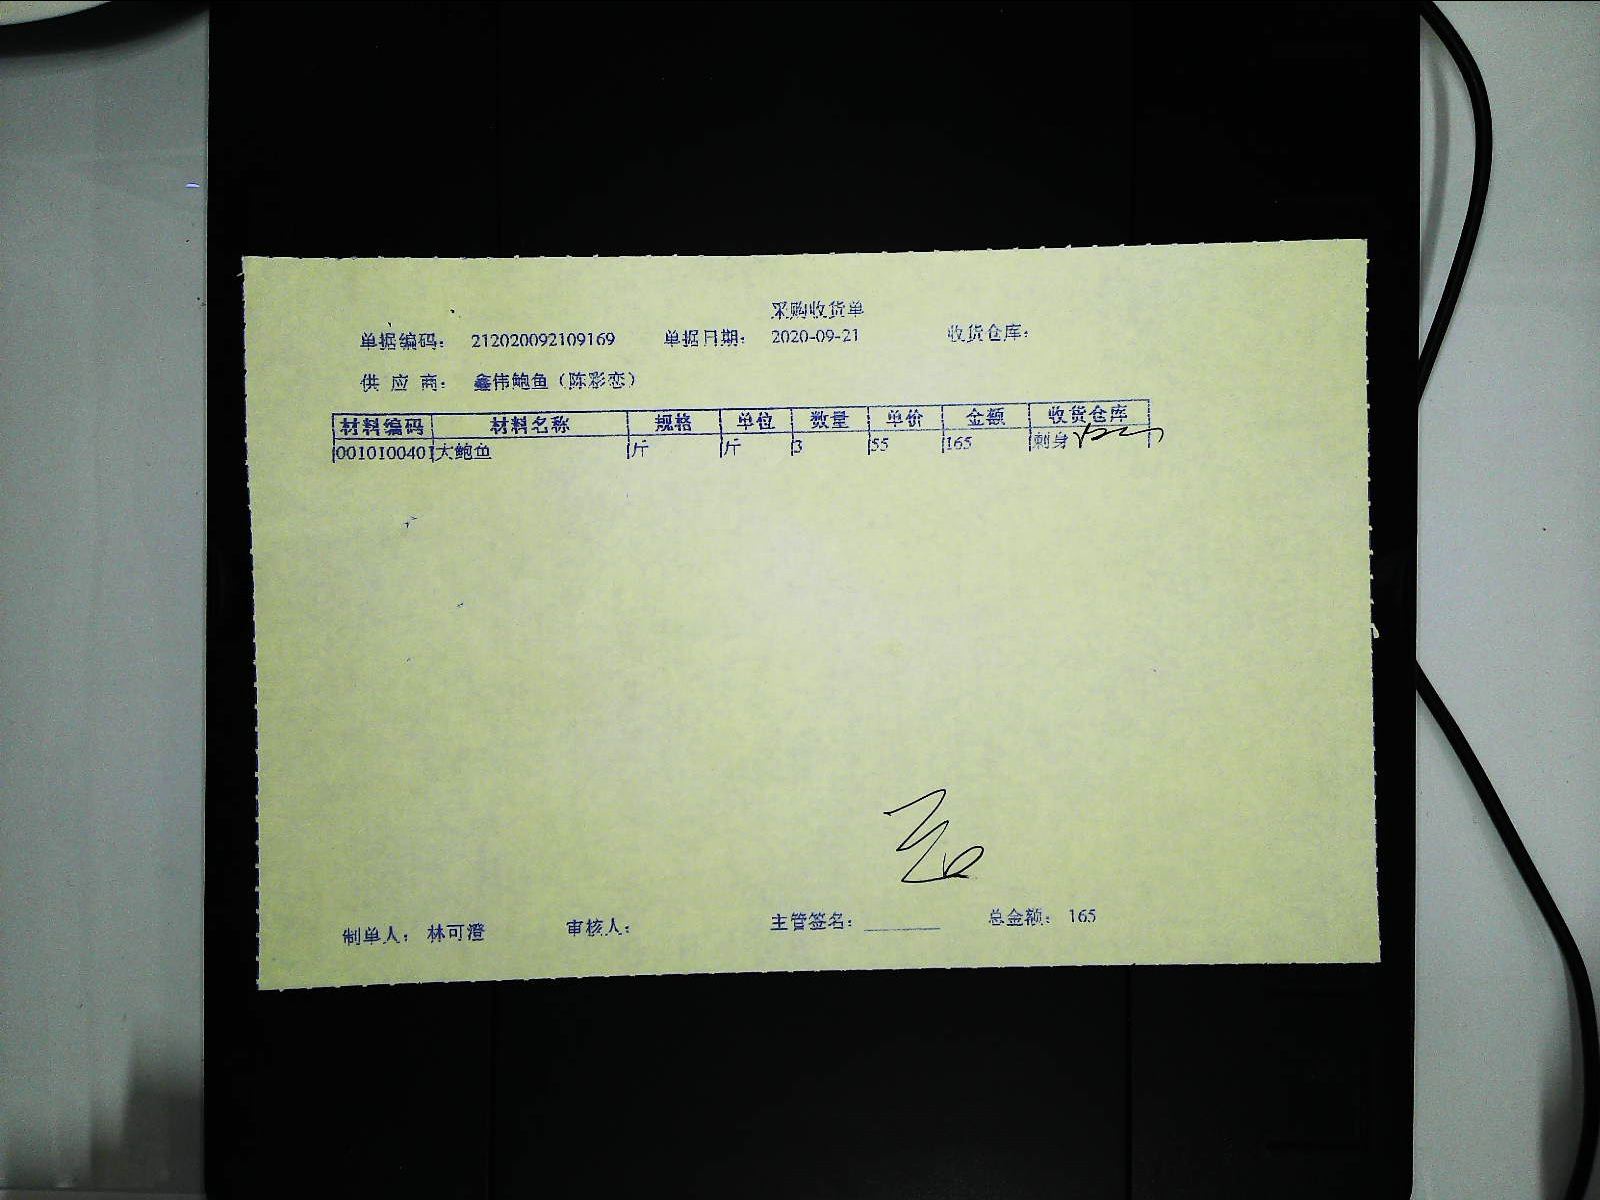 采购收货单
单据编码： 212020092109169 单据日期： 2020-09-21 收货仓库：
供 应 商： 鑫伟鲍鱼（陈彩恋）
材料编码 材料名称 规格 单位 数量 单价 金额 收货仓库
0010100401 大鲍鱼 斤 斤 3 55 165 刺身
制单人： 林可澄 审核人： 主管签名： 总金额： 165